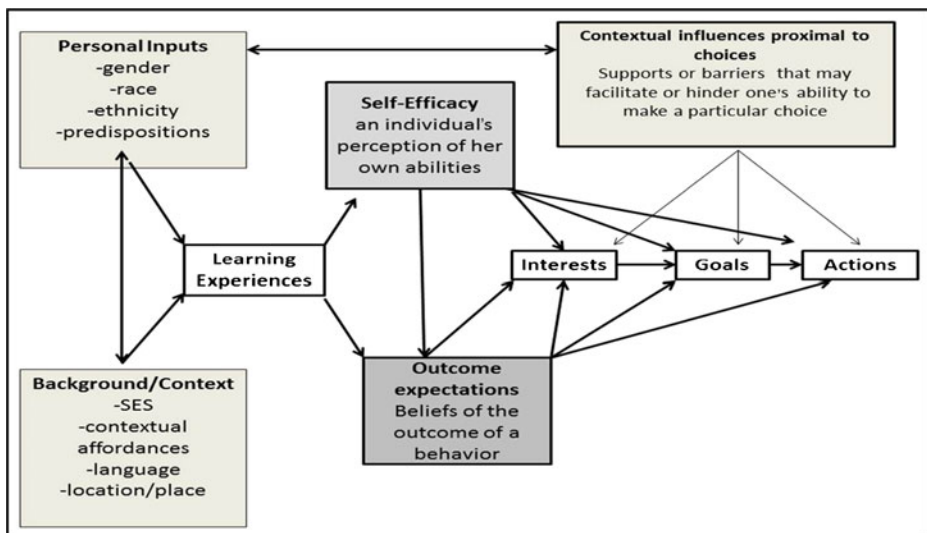 Personal Inputs
-gender
-race
-ethnicity
-predispositions
Contextual influences proximal to
choices
Supports or barriers that may
facilitate or hinder one's ability to
make a particular choice
Self-Efficacy
an individual's
perception of her
own abilities
Learning
Experiences
Interests
Goals
Actions
Background/Context
-SES
-contextual
affordances
-language
-location/place
Outcome
expectations
Beliefs of the
outcome of a
behavior